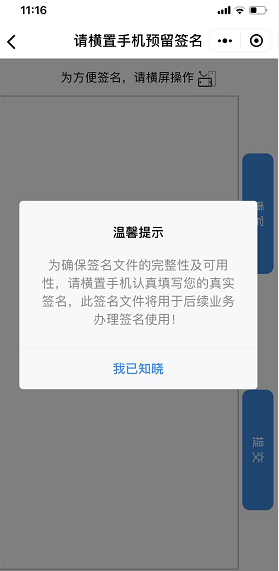 11:16
请横置手机预留签名
为方便签名，请横屏操作
重写
温馨提示
为确保签名文件的完整性及可用
性，请横置手机认真填写您的真实
签名，此签名文件将用于后续业务
办理签名使用！
我已知晓
提交